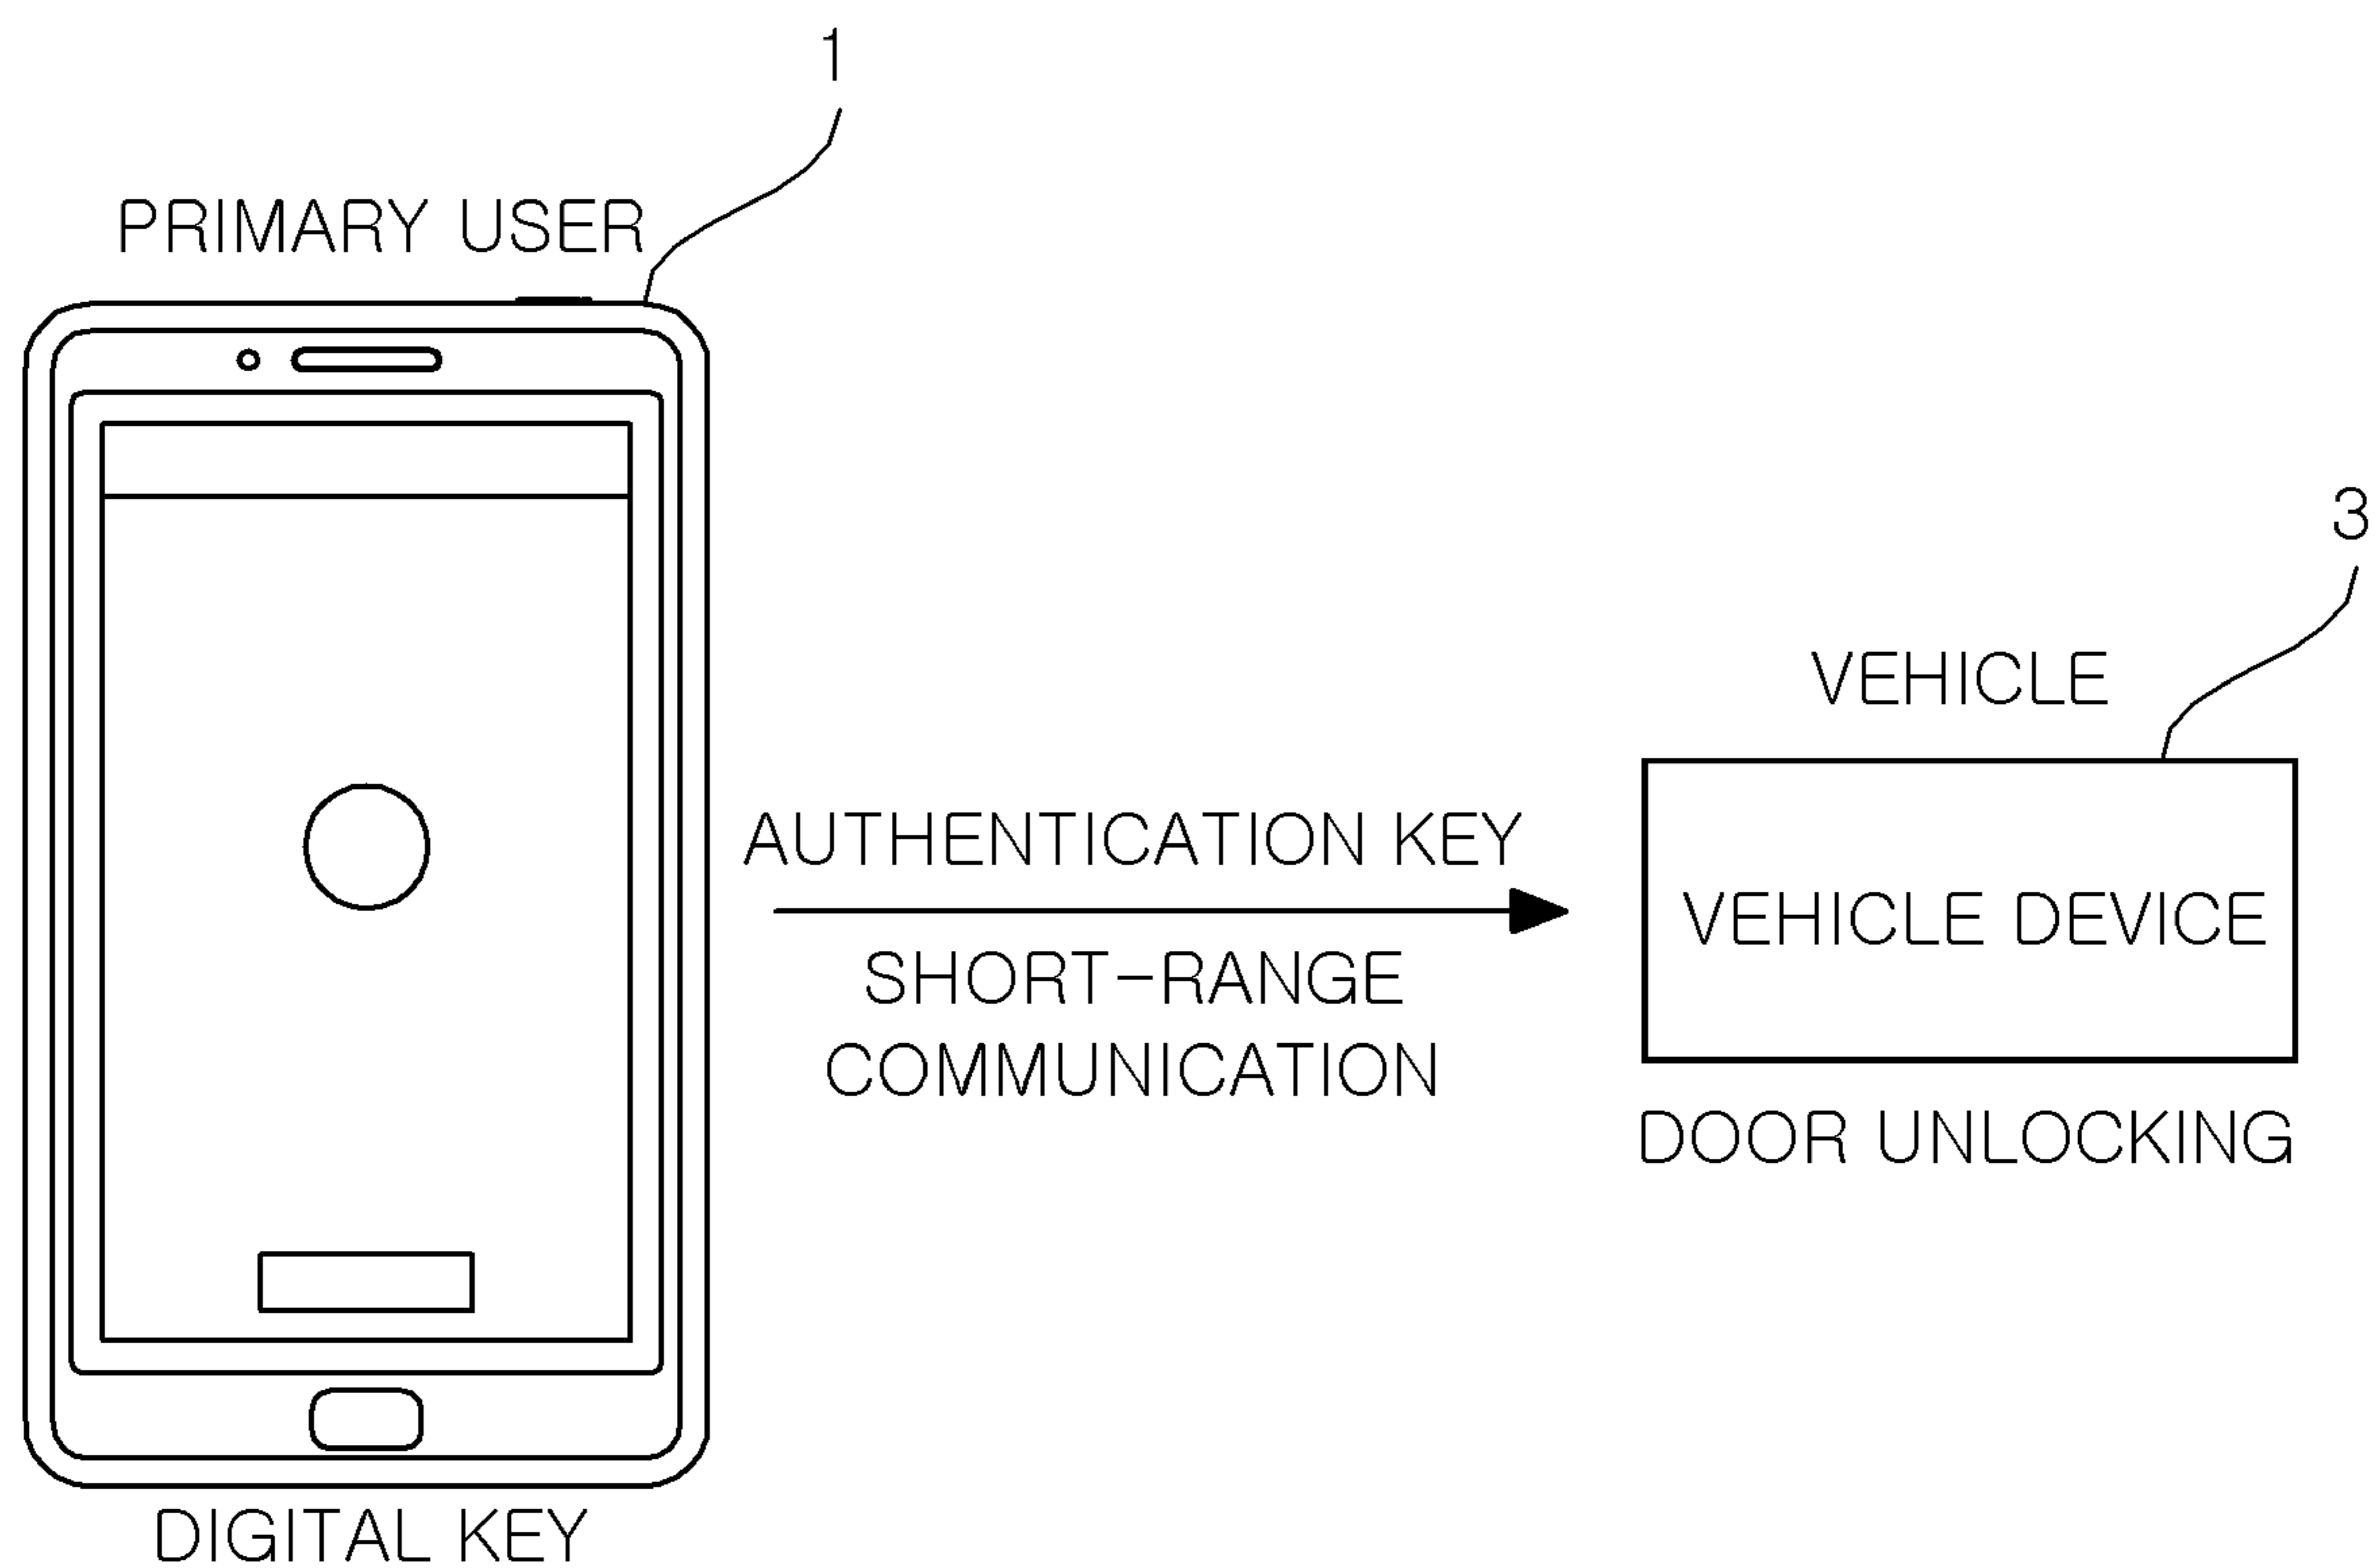 1
PRIMARY USER
3
VEHICLE
AUTHENTICATION KEY
VEHICLE DEVICE
SHORT-RANGE
COMMUNICATION
DOOR UNLOCKING
DIGITAL KEY